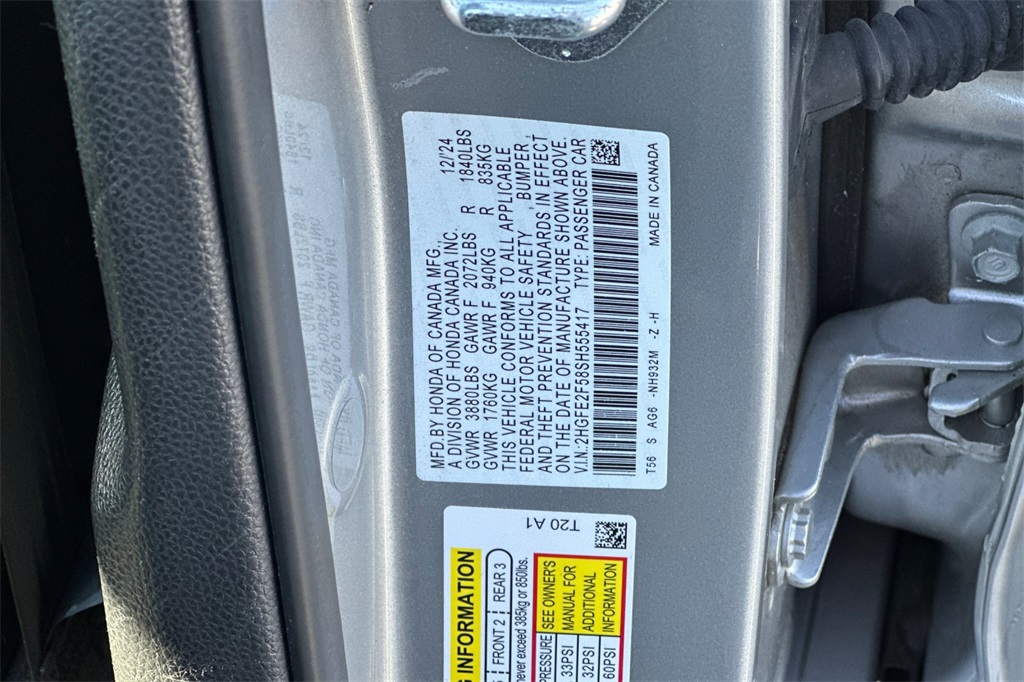 MFD.BY HONDA OF CANADA MFG., 12/'24
A DIVISION OF HONDA CANADA INC.
GVWR 3880LBS GAWR F 2072LBS R 1840LBS
GVWR 1760KG GAWR F 940KG R 835KG
THIS VEHICLE CONFORMS TO ALL APPLICABLE
FEDERAL MOTOR VEHICLE SAFETY , BUMPER,
AND THEFT PREVENTION STANDARDS IN EFFECT
ON THE DATE OF MANUFACTURE SHOWN ABOVE.
V.I.N.:2HGFE2F58SH555417 TYPE: PASSENGER CAR
T56 S AG6 -NH932M -Z -H MADE IN CANADA
T20 A1
INFORMATION
FRONT 2 REAR 3
never exceed 385kg or 850lbs.
PRESSURE SEE OWNER'S
33PSI MANUAL FOR
32PSI ADDITIONAL
60PSI INFORMATION